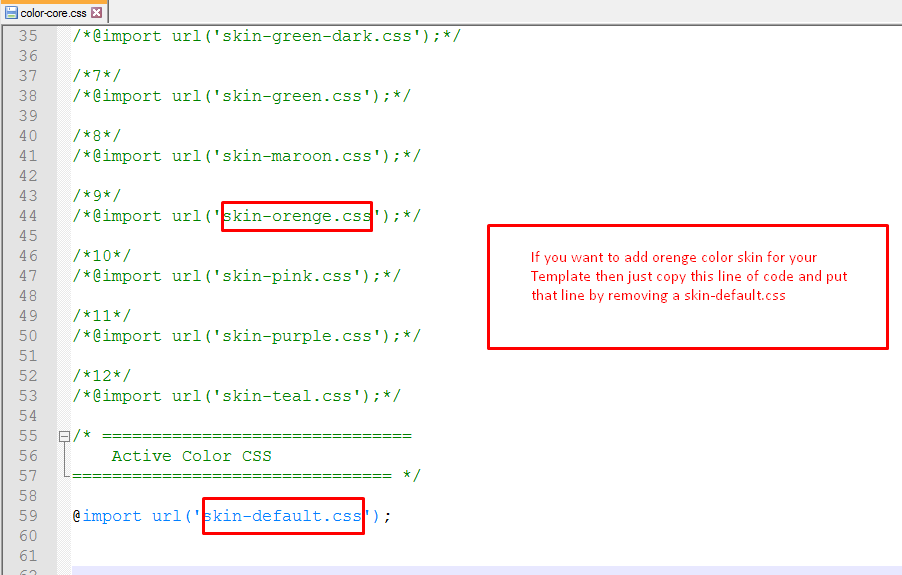 color-core.css
35 /*@import url('skin-green-dark.css');*/
36
37 /*7*/
38 /*@import url('skin-green.css');*/
39
40 /*8*/
41 /*@import url('skin-maroon.css');*/
42
43 /*9*/
44 /*@import url('skin-orenge.css');*/
45
46 /*10*/
47 /*@import url('skin-pink.css');*/
48
49 /*11*/
50 /*@import url('skin-purple.css');*/
51
52 /*12*/
53 /*@import url('skin-teal.css');*/
54
55 /* ===============================
56 Active Color CSS
57 ================================ */
58
59 @import url('skin-default.css');
60
61
If you want to add orenge color skin for your
Template then just copy this line of code and put
that line by removing a skin-default.css